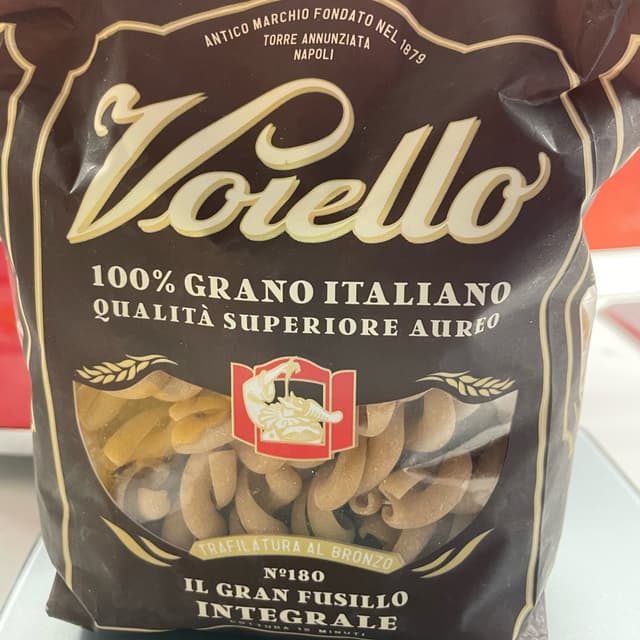 ANTICO MARCHIO FONDATO NEL 1879
TORRE ANNUNZIATA
NAPOLI
Voiello
100% GRANO ITALIANO
QUALITÀ SUPERIORE AUREO
TRAFILATURA AL BRONZO
Nº180
IL GRAN FUSILLO
INTEGRALE